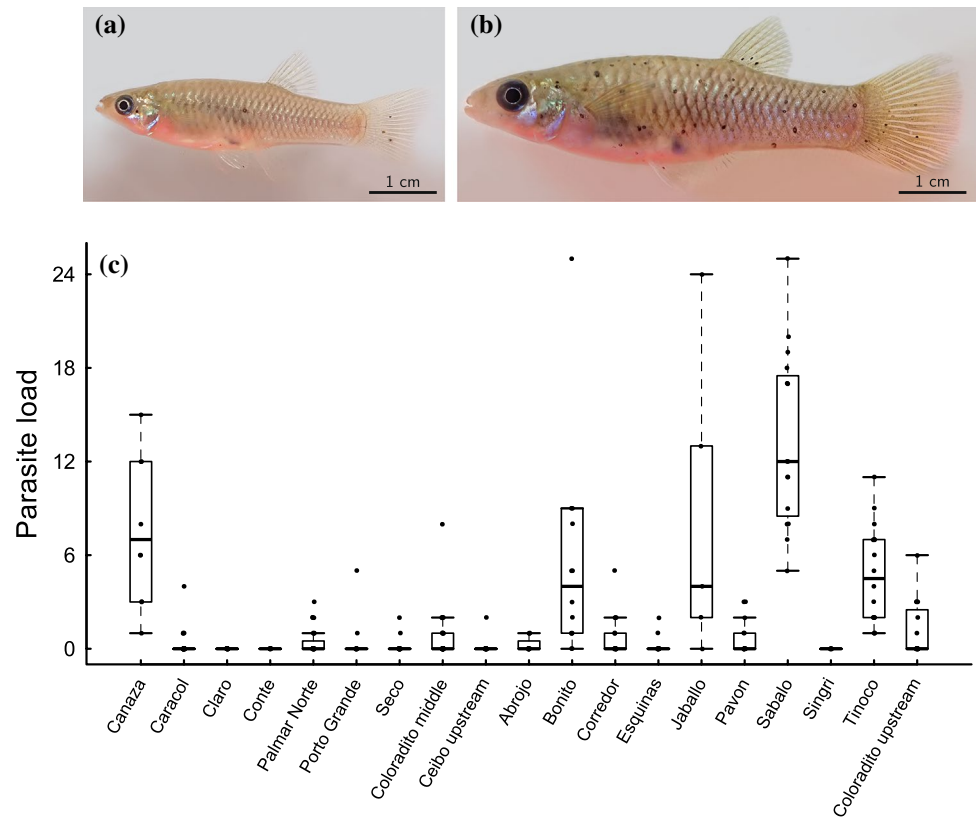 (a)
1 cm
(b)
1 cm
(c)
Parasite load
24
18
12
6
0
Canaza
Caracol
Claro
Conte
Palmar Norte
Porto Grande
Seco
Coloradito middle
Ceibo upstream
Abrojo
Bonito
Corredor
Esquinas
Jaballo
Pavon
Sabalo
Singri
Tinoco
Coloradito upstream